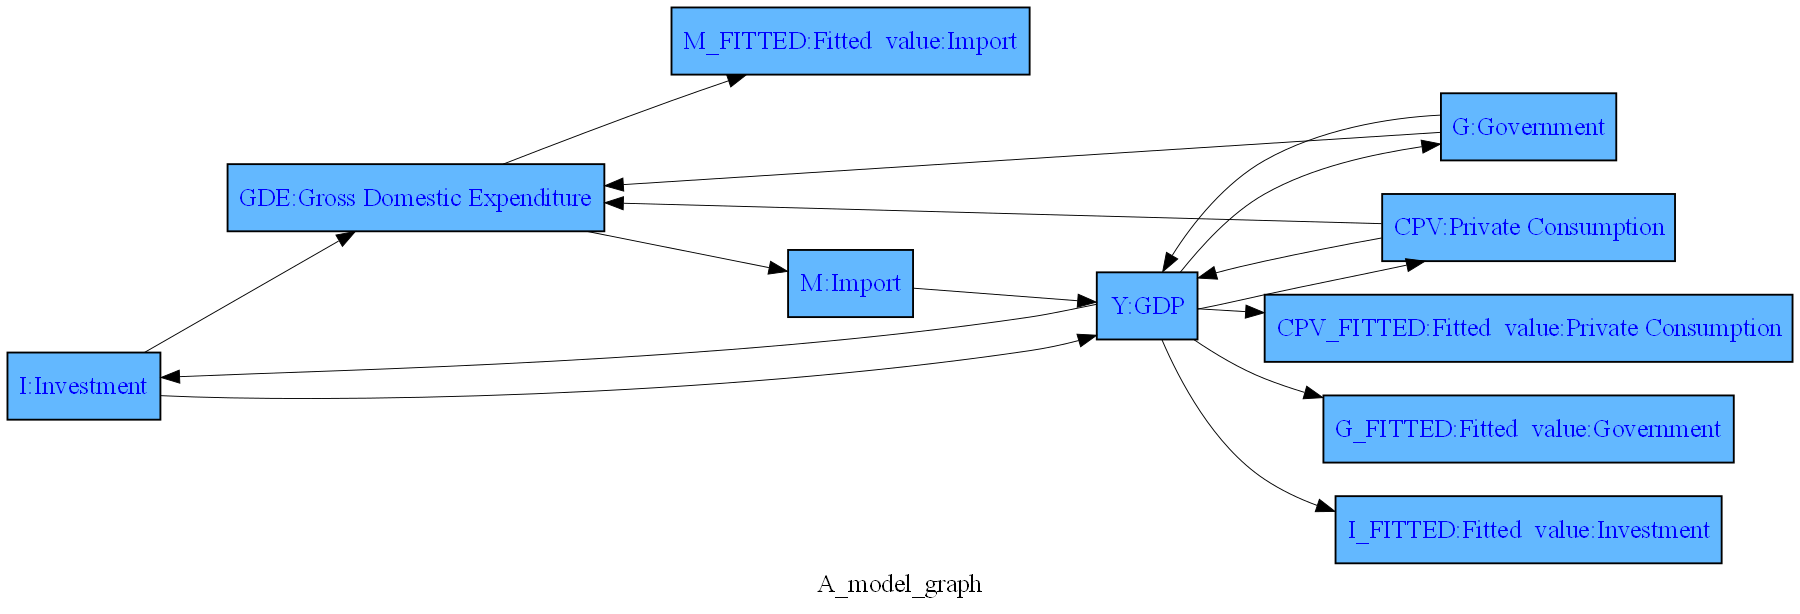 M_FITTED:Fitted value:Import
G:Government
GDE:Gross Domestic Expenditure
CPV:Private Consumption
M:Import
Y:GDP
CPV_FITTED:Fitted value:Private Consumption
I:Investment
G_FITTED:Fitted value:Government
I_FITTED:Fitted value:Investment
A_model_graph